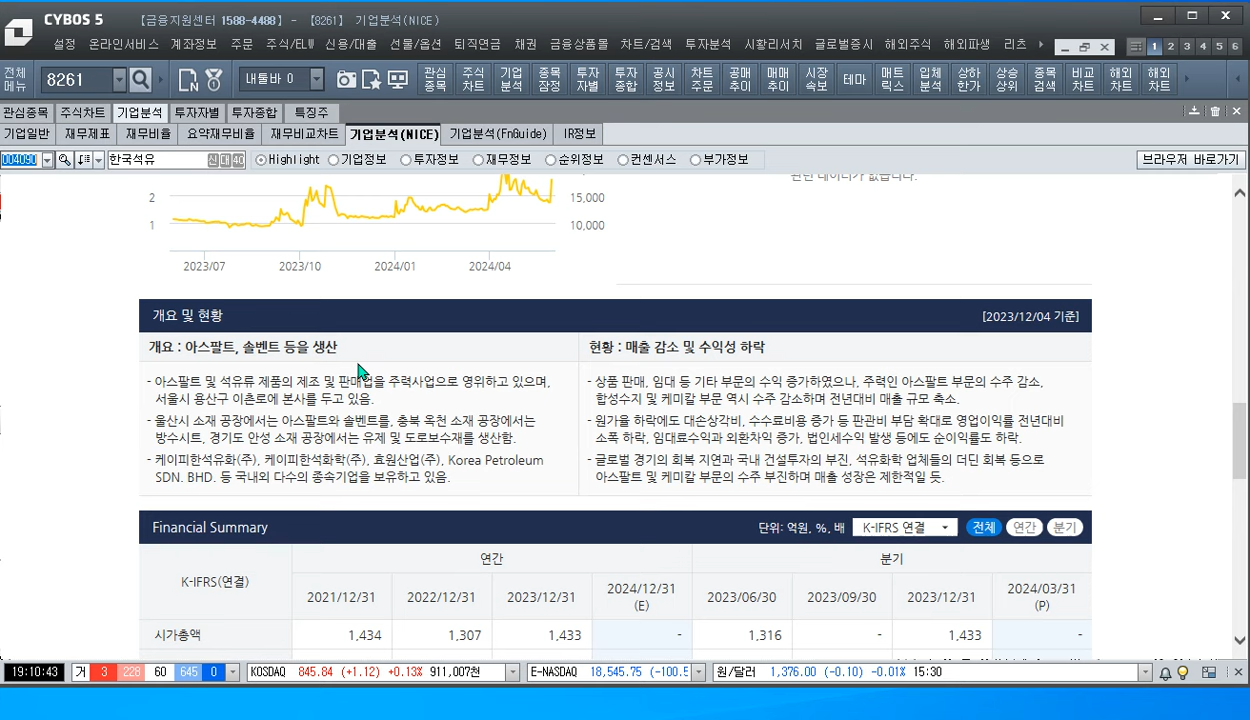 CYBOS 5 【금융지원센터 1588-4488】 - 【8261】 기업분석(NICE)
설정 온라인서비스 계좌정보 주문 주식/ELW 신용/대출 선물/옵션 퇴직연금 채권 금융상품몰 차트/검색 투자분석 시황리서치 글로벌증시 해외주식 해외파생 리츠 1 2 3 4 5 6
전체 메뉴 8261 내툴바 0 관심 종목 주식 차트 기업 분석 종목 잠정 투자 자별 투자 종합 공시 정보 차트 주문 공매 추이 매매 추이 시장 속보 테마 매트 릭스 입체 분석 상하 한가 상승 상위 종목 검색 비교 차트 해외 차트 해외 차트
관심종목 주식차트 기업분석 투자자별 투자종합 특징주
기업일반 재무제표 재무비율 요약재무비율 재무비교차트 기업분석(NICE) 기업분석(FnGuide) IR정보
004090 한국석유 신 대 40 Highlight 기업정보 투자정보 재무정보 순위정보 컨센서스 부가정보 브라우저 바로가기
2 15,000
1 10,000
2023/07 2023/10 2024/01 2024/04
개요 및 현황 [2023/12/04 기준]
개요 : 아스팔트, 솔벤트 등을 생산
- 아스팔트 및 석유류 제품의 제조 및 판매업을 주력사업으로 영위하고 있으며,
서울시 용산구 이촌로에 본사를 두고 있음.
- 울산시 소재 공장에서는 아스팔트와 솔벤트를, 충북 옥천 소재 공장에서는
방수시트, 경기도 안성 소재 공장에서는 유제 및 도로보수재를 생산함.
- 케이피한석유화(주), 케이피한석화학(주), 효원산업(주), Korea Petroleum
SDN. BHD. 등 국내외 다수의 종속기업을 보유하고 있음.
현황 : 매출 감소 및 수익성 하락
- 상품 판매, 임대 등 기타 부문의 수익 증가하였으나, 주력인 아스팔트 부문의 수주 감소,
합성수지 및 케미칼 부문 역시 수주 감소하며 전년대비 매출 규모 축소.
- 원가율 하락에도 대손상각비, 수수료비용 증가 등 판관비 부담 확대로 영업이익률 전년대비
소폭 하락, 임대료수익과 외환차익 증가, 법인세수익 발생 등에도 순이익률도 하락.
- 글로벌 경기의 회복 지연과 국내 건설투자의 부진, 석유화학 업체들의 더딘 회복 등으로
아스팔트 및 케미칼 부문의 수주 부진하며 매출 성장은 제한적일 듯.
Financial Summary 단위: 억원, %, 배 K-IFRS 연결 전체 연간 분기
K-IFRS(연결) 연간 분기
2021/12/31 2022/12/31 2023/12/31 2024/12/31 (E) 2023/06/30 2023/09/30 2023/12/31 2024/03/31 (P)
시가총액 1,434 1,307 1,433 - 1,316 - 1,433 -
19:10:43 거 3 228 60 645 0 KOSDAQ 845.84 (+1.12) +0.13% 911,007천 E-NASDAQ 18,545.75 (-100.5 원/달러 1,376.00 (-0.10) -0.01% 15:30